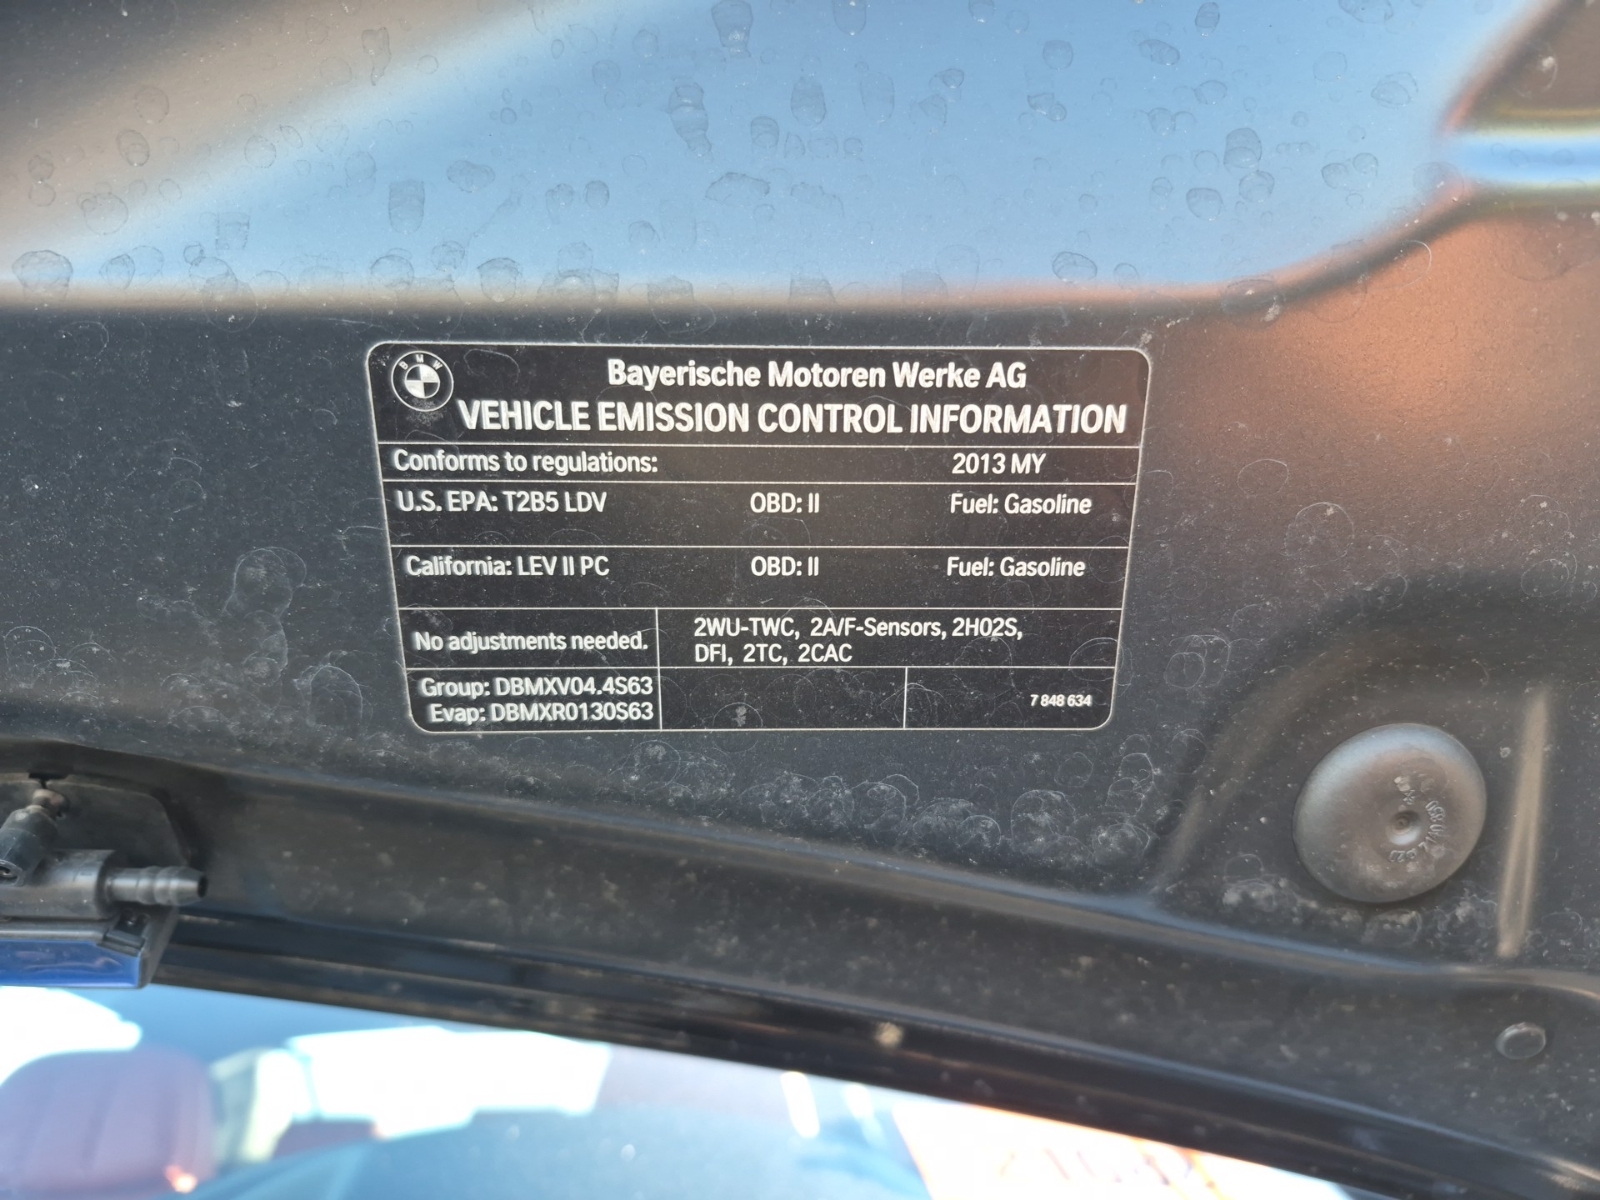 BMW
Bayerische Motoren Werke AG
VEHICLE EMISSION CONTROL INFORMATION
Conforms to regulations: 2013 MY
U.S. EPA: T2B5 LDV OBD: II Fuel: Gasoline
California: LEV II PC OBD: II Fuel: Gasoline
No adjustments needed.
2WU-TWC, 2A/F-Sensors, 2HO2S,
DFI, 2TC, 2CAC
Group: DBMXV04.4S63
Evap: DBMXR0130S63
7 848 634